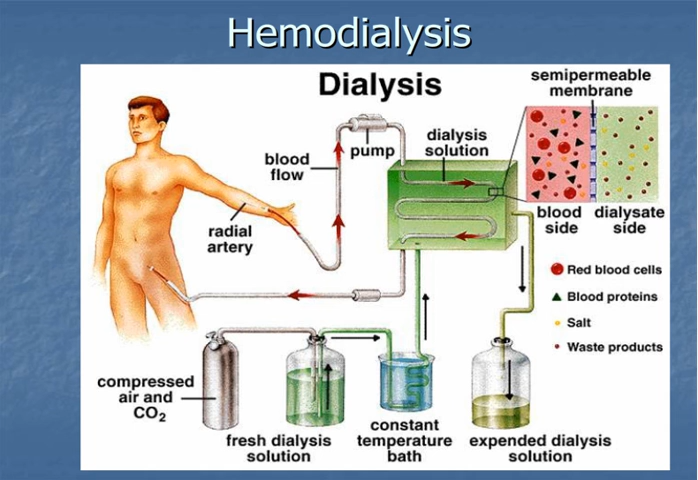 Hemodialysis
Dialysis
semipermeable
membrane
pump
dialysis
solution
blood
flow
radial
artery
blood
side
dialysate
side
Red blood cells
Blood proteins
Salt
Waste products
compressed
air and
CO₂
fresh dialysis
solution
constant
temperature
bath
expended dialysis
solution